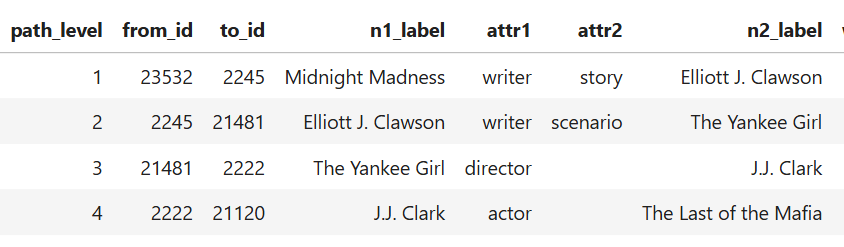 path_level from_id to_id n1_label attr1 attr2 n2_label
1 23532 2245 Midnight Madness writer story Elliott J. Clawson
2 2245 21481 Elliott J. Clawson writer scenario The Yankee Girl
3 21481 2222 The Yankee Girl director J.J. Clark
4 2222 21120 J.J. Clark actor The Last of the Mafia